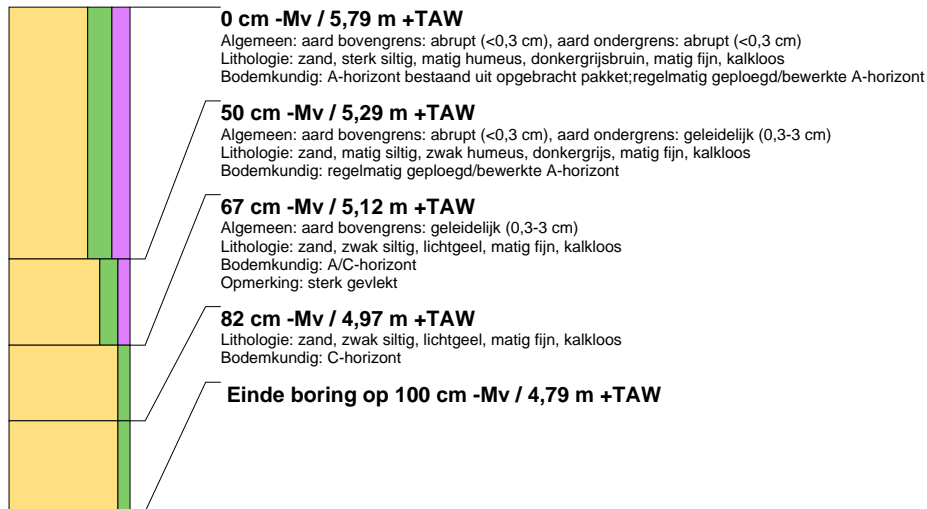 0 cm -Mv / 5,79 m +TAW
Algemeen: aard bovengrens: abrupt (<0,3 cm), aard ondergrens: abrupt (<0,3 cm)
Lithologie: zand, sterk siltig, matig humeus, donkergrijsbruin, matig fijn, kalkloos
Bodemkundig: A-horizont bestaand uit opgebracht pakket;regelmatig geploegd/bewerkte A-horizont
50 cm -Mv / 5,29 m +TAW
Algemeen: aard bovengrens: abrupt (<0,3 cm), aard ondergrens: geleidelijk (0,3-3 cm)
Lithologie: zand, matig siltig, zwak humeus, donkergrijs, matig fijn, kalkloos
Bodemkundig: regelmatig geploegd/bewerkte A-horizont
67 cm -Mv / 5,12 m +TAW
Algemeen: aard bovengrens: geleidelijk (0,3-3 cm)
Lithologie: zand, zwak siltig, lichtgeel, matig fijn, kalkloos
Bodemkundig: A/C-horizont
Opmerking: sterk gevlekt
82 cm -Mv / 4,97 m +TAW
Lithologie: zand, zwak siltig, lichtgeel, matig fijn, kalkloos
Bodemkundig: C-horizont
Einde boring op 100 cm -Mv / 4,79 m +TAW